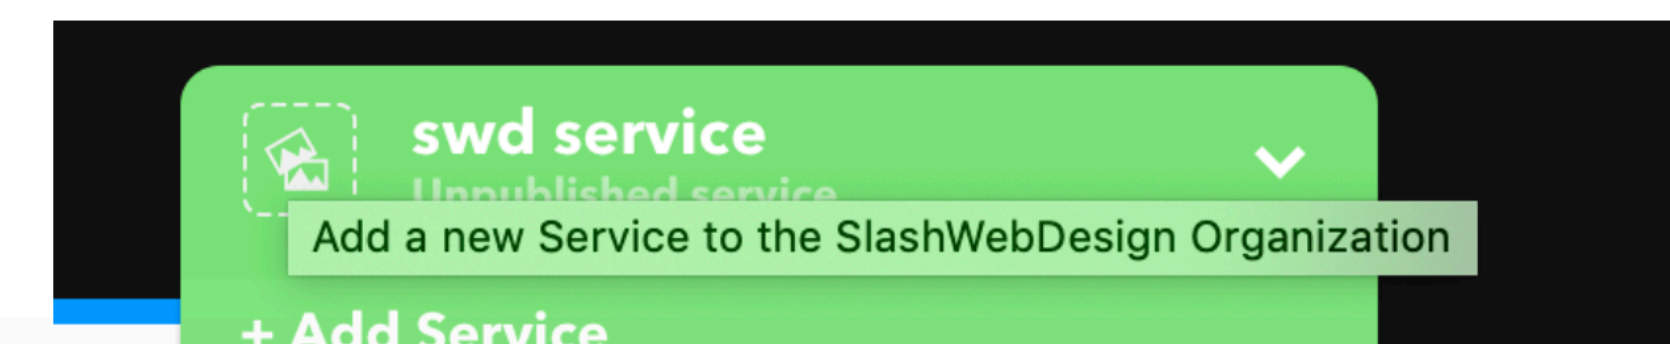 swd service
Unpublished service
Add a new Service to the SlashWebDesign Organization
+ Add Service